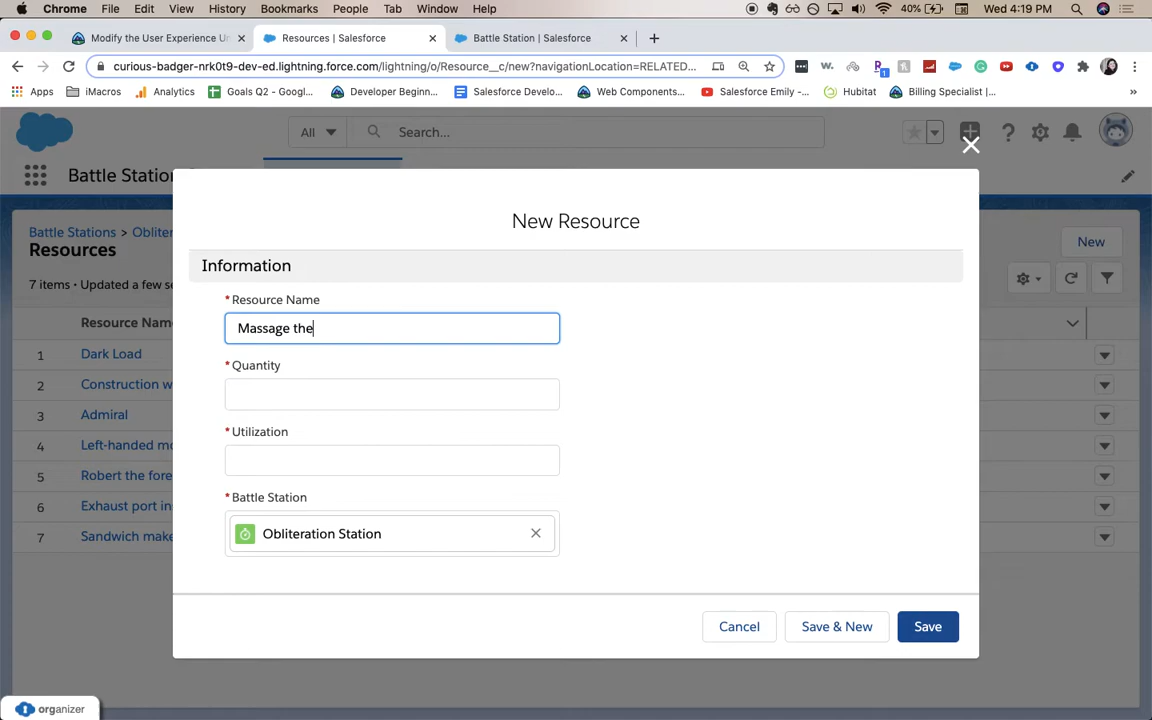 Chrome File Edit View History Bookmarks People Tab Window Help 40% Wed 4:19 PM
Modify the User Experience U Resources | Salesforce Battle Station | Salesforce
curious-badger-nrk0t9-dev-ed.lightning.force.com/lightning/o/Resource__c/new?navigationLocation=RELATED...
Apps iMacros Analytics Goals Q2 - Googl... Developer Beginn... Salesforce Develo... Web Components... Salesforce Emily -... Hubitat Billing Specialist |... »
All Search...
Battle Station
New Resource
Battle Stations > Obliter
Resources
New
Information
7 items • Updated a few se
*Resource Name
Resource Nam
Massage the
1 Dark Load
*Quantity
2 Construction w
3 Admiral
*Utilization
4 Left-handed mo
5 Robert the fore
*Battle Station
6 Exhaust port in
7 Sandwich make
Obliteration Station
Cancel Save & New Save
organizer